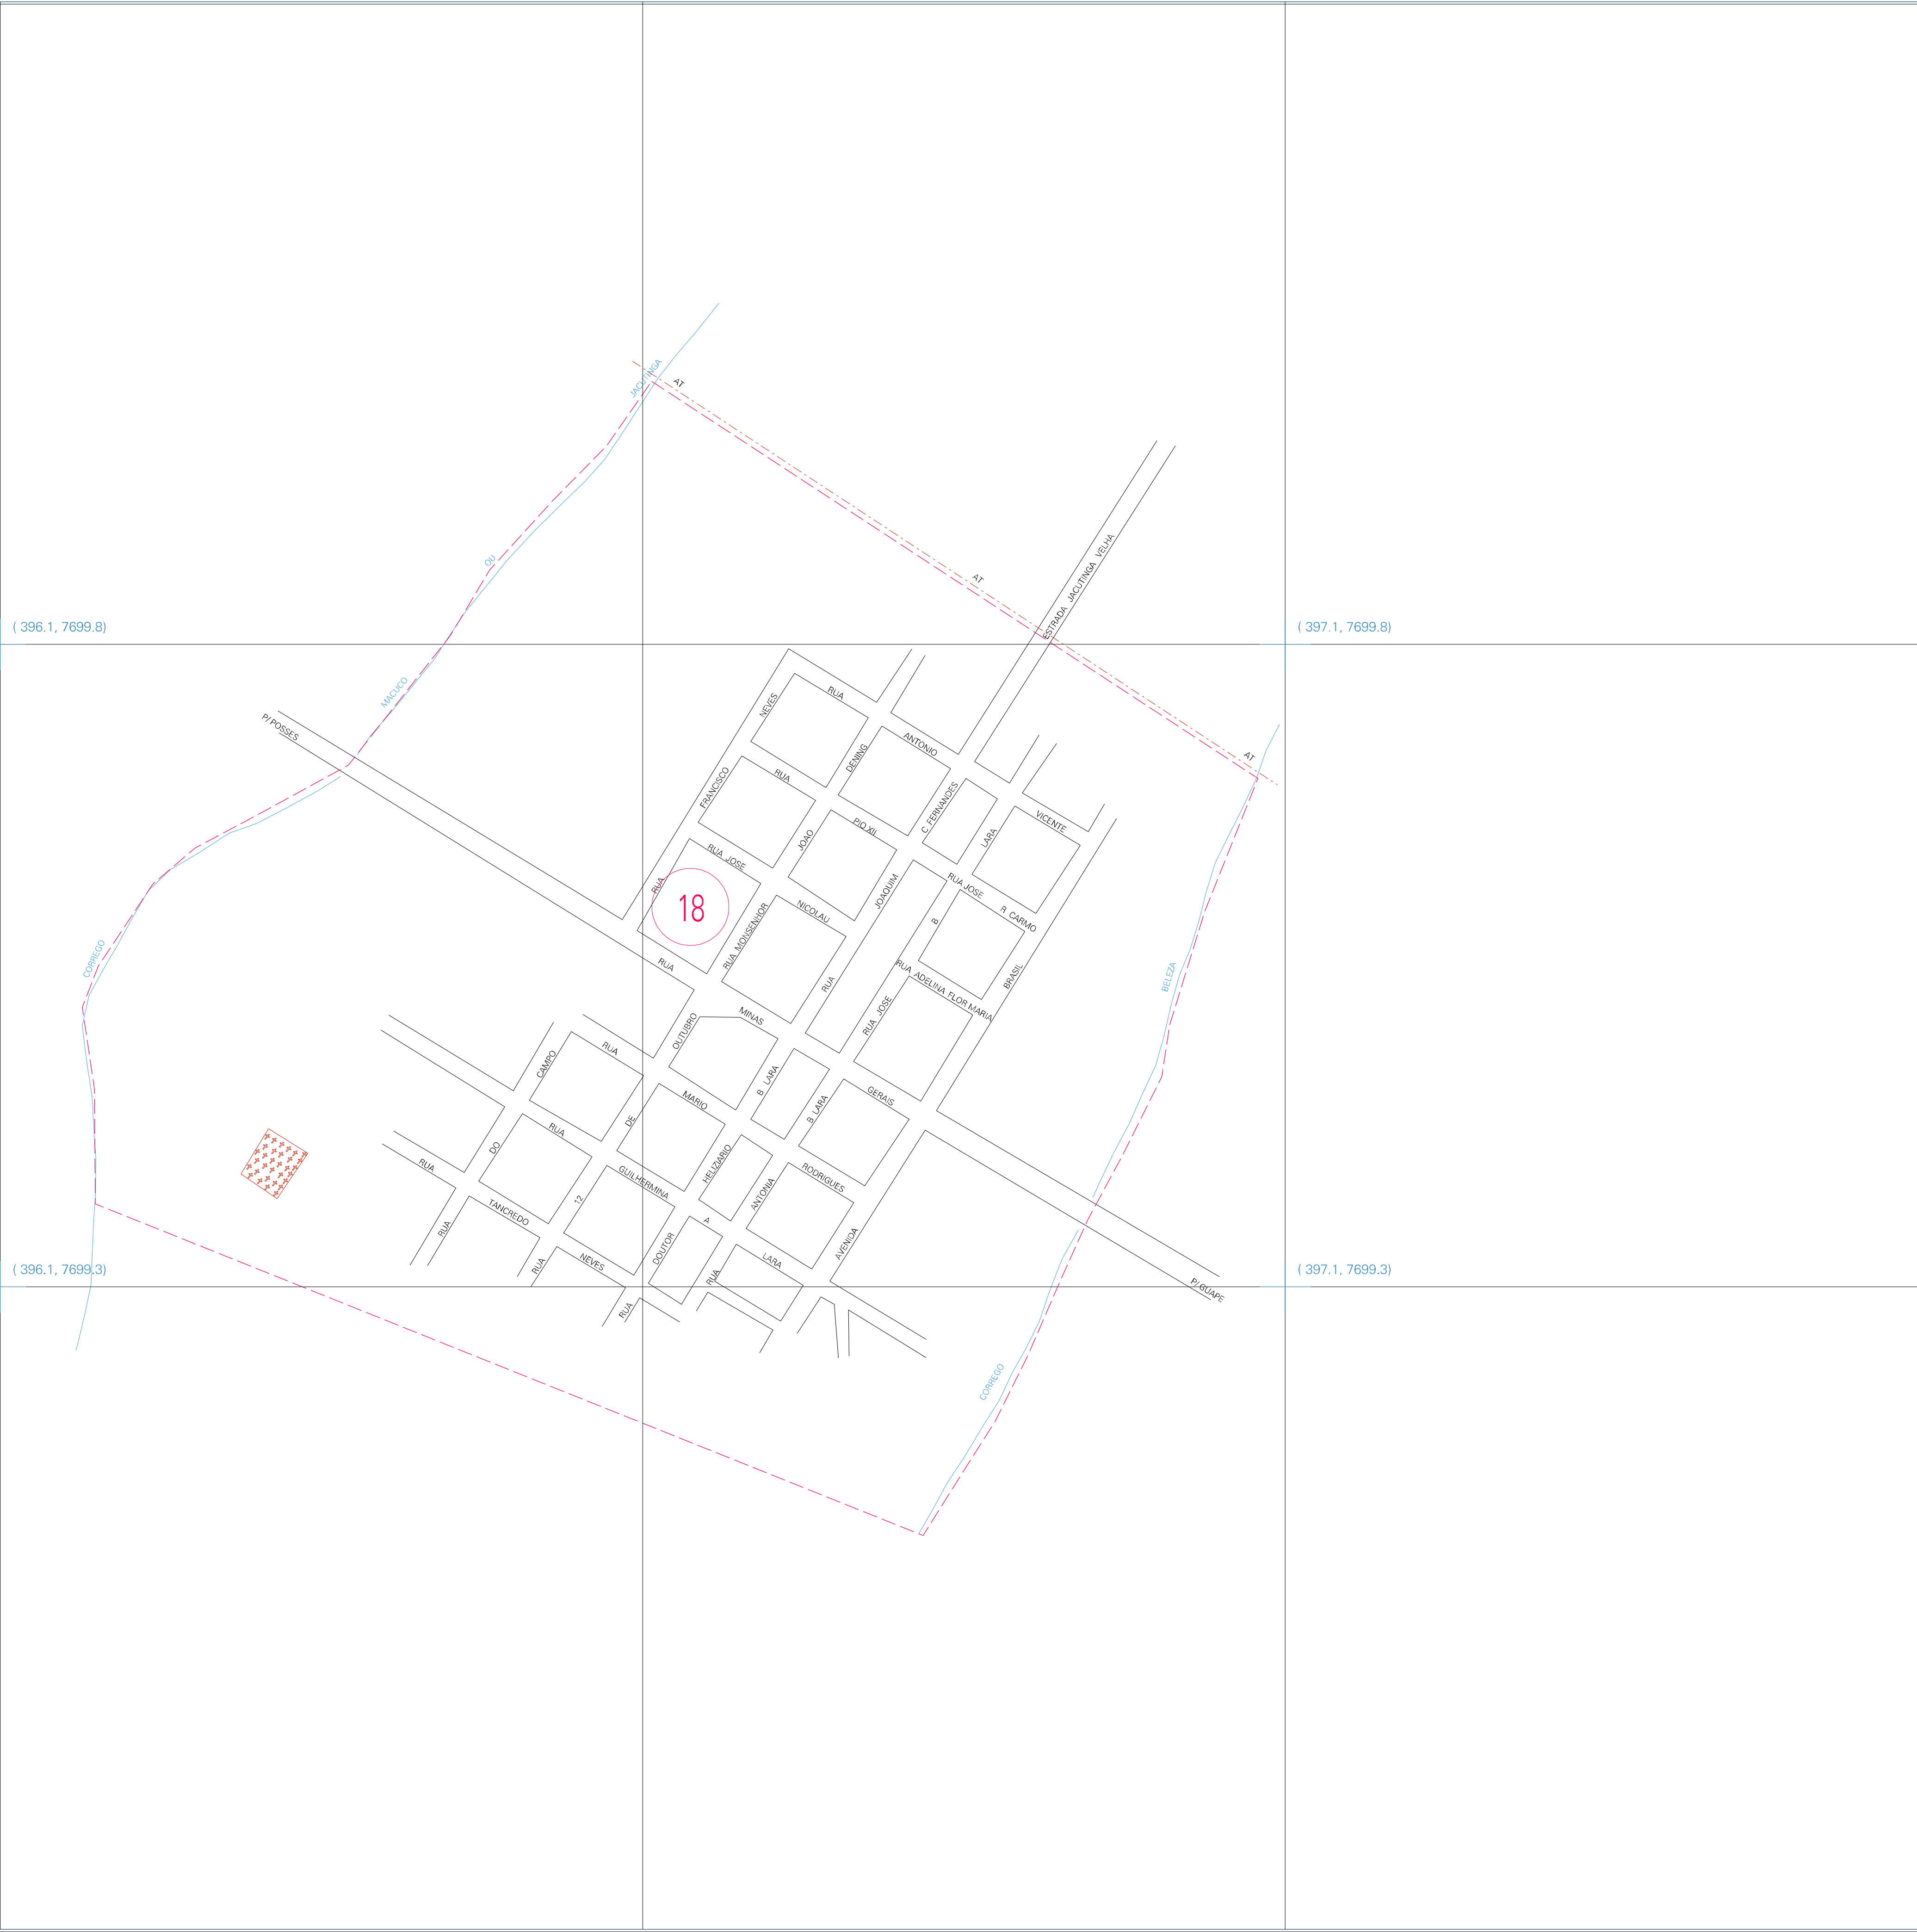 JACUTINGA
AT
OU
AT
ESTRADA JACUTINGA VELHA
( 396.1, 7699.8)
( 397.1, 7699.8)
MACUCO
P/ POSSES
NEVES
RUA
ANTONIO
AT
DENING
FRANCISCO
RUA
C FERNANDES
VICENTE
PIO XII
LARA
JOAO
RUA JOSE
RUA
18
JOAQUIM
RUA JOSE
R CARMO
NICOLAU
B
RUA MONSENHOR
CORREGO
RUA
RUA
RUA ADELINA FLOR MARIA
BRASIL
BELEZA
OUTUBRO
MINAS
RUA JOSE
CAMPO
RUA
B LARA
GERAIS
MARIO
B LARA
DE
RUA
DO
RUA
GUILHERMINA
HELIZIARIO
RODRIGUES
ANTONIA
12
TANCREDO
RUA
A
DOUTOR
AVENIDA
NEVES
LARA
RUA
RUA
RUA
( 396.1, 7699.3)
( 397.1, 7699.3)
P/ GUAPE
CORREGO